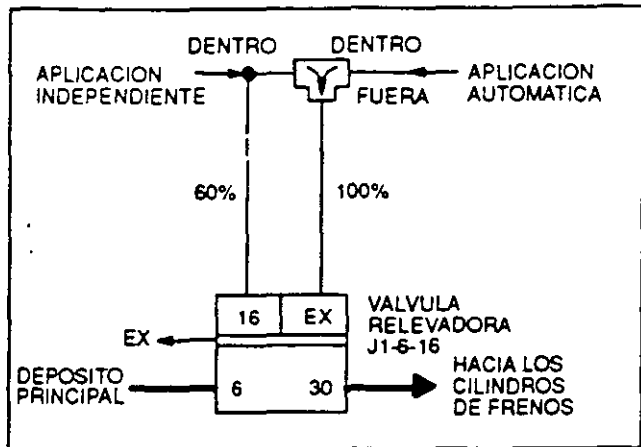 DENTRO DENTRO
APLICACION
INDEPENDIENTE
FUERA
APLICACION
AUTOMATICA
60%
100%
16
EX
VALVULA
RELEVADORA
J1-6-16
EX
DEPOSITO
PRINCIPAL
6
30
HACIA LOS
CILINDROS
DE FRENOS